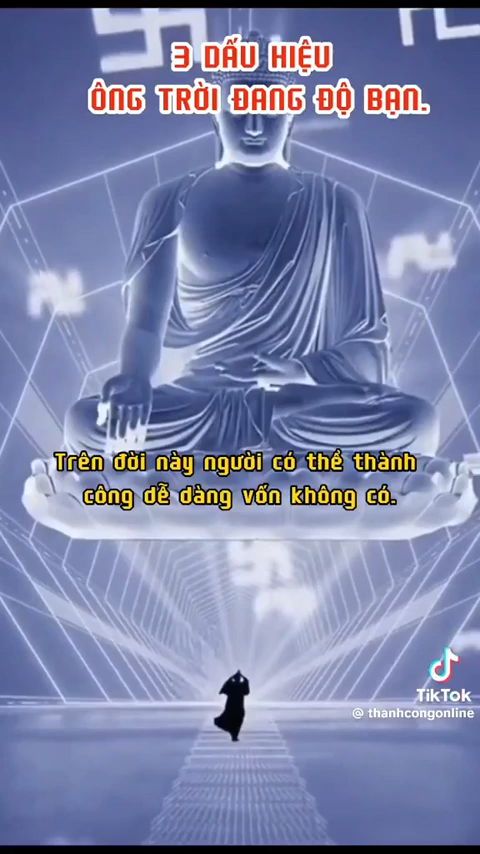 3 DẤU HIỆU
ÔNG TRỜI ĐANG ĐỘ BẠN.
Trên đời này người có thể thành
công dễ dàng vốn không có.
TikTok
@ thanhcongonline